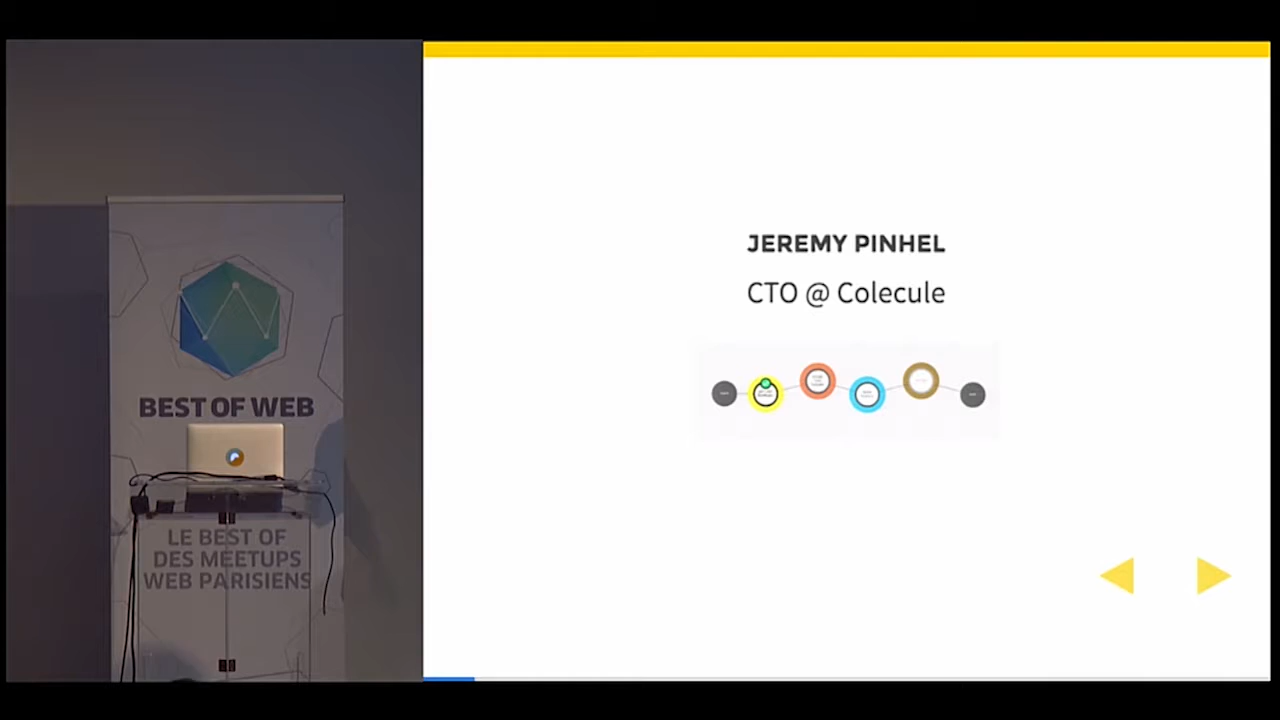 BEST OF WEB
LE BEST OF
DES MEETUPS
WEB PARISIENS
JEREMY PINHEL
CTO @ Colecule